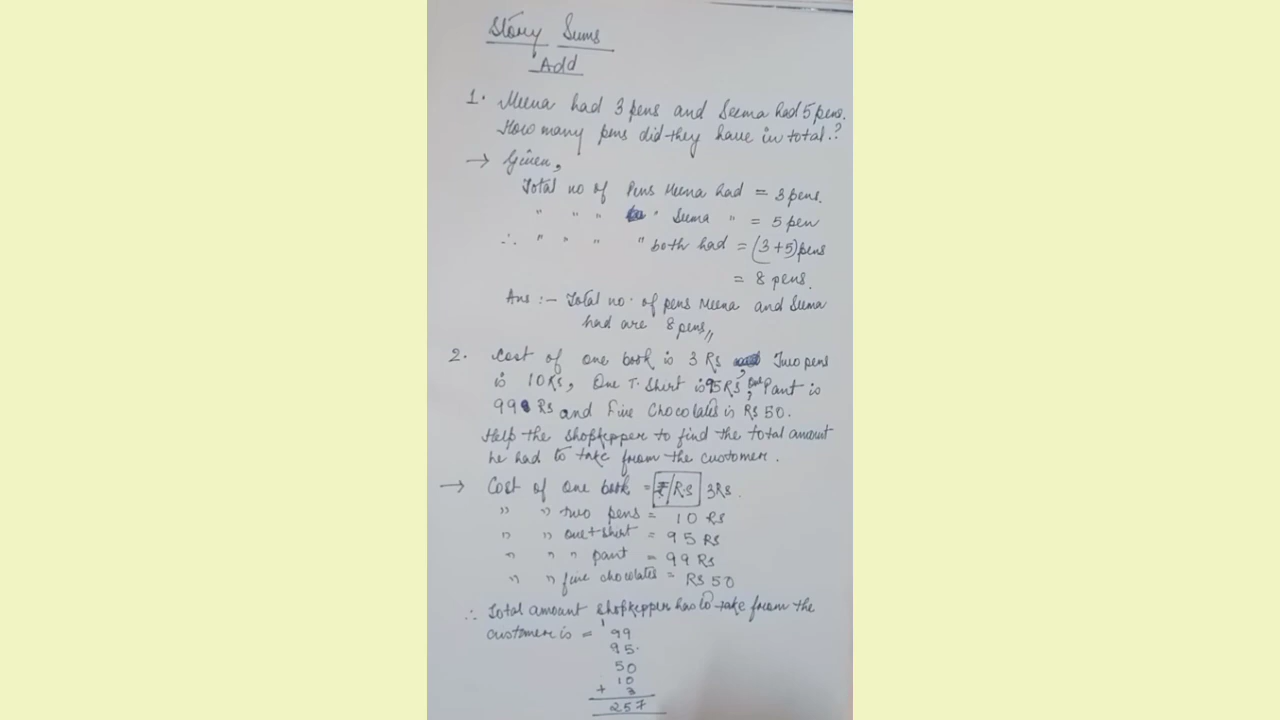 Story Sums
Add
1. Meena had 3 pens and Seema had 5 pens.
How many pens did they have in total.?
→ Given,
Total no of Pens Meena had = 3 pens.
" " " " Seema " = 5 pen
∴ " " " " both had = (3+5) pens
= 8 pens.
Ans :- Total no. of pens Meena and Seema
had are 8 pens,,
2. Cost of one book is 3 Rs, Two pens
is 10 Rs, One T. Shirt is 95 Rs, one Pant is
99 Rs and Five Chocolates is Rs 50.
Help the shopkepper to find the total amount
he had to take from the customer.
→ Cost of one book = ₹/Rs 3Rs.
" " two pens = 10 Rs
" " one t shirt = 95 Rs
" " " pant = 99 Rs
" " five chocolates = Rs 50
∴ Total amount shopkepper has to take from the
customer is = 1 99
95
50
10
+ 3
257